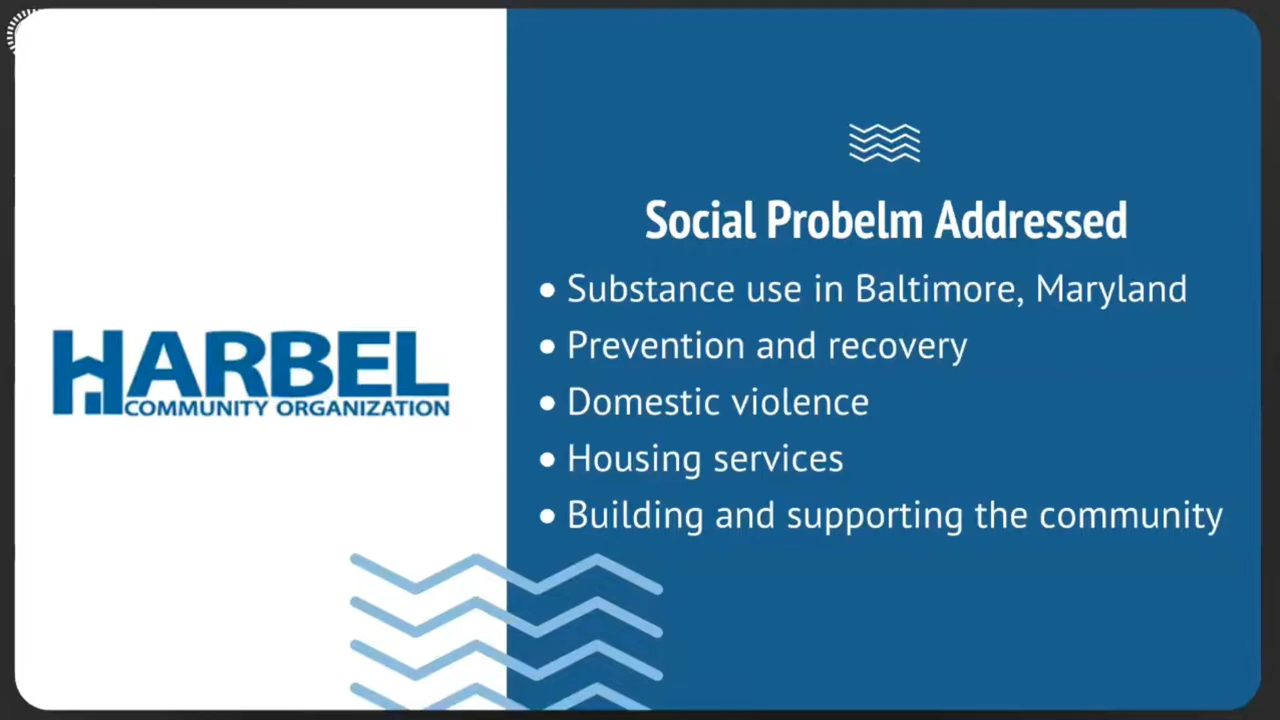 HARBEL
COMMUNITY ORGANIZATION
Social Probelm Addressed
• Substance use in Baltimore, Maryland
• Prevention and recovery
• Domestic violence
• Housing services
• Building and supporting the community